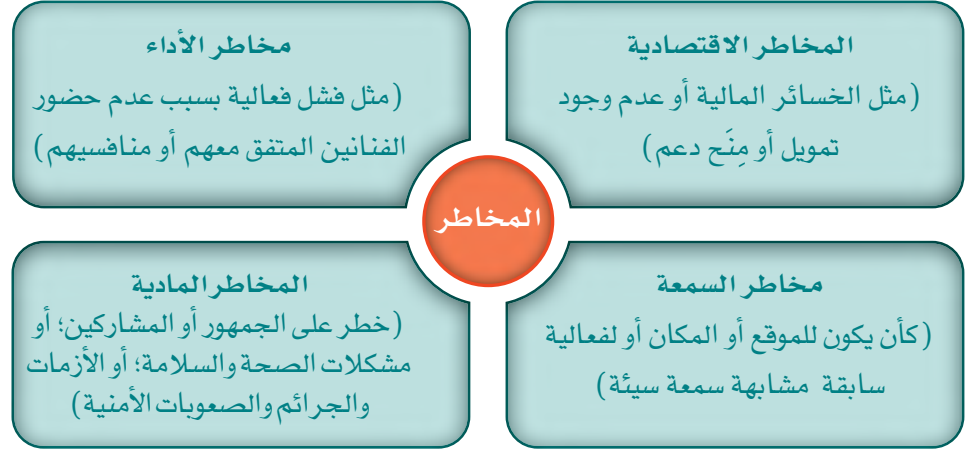 المخاطر الاقتصادية
(مثل الخسائر المالية أو عدم وجود
تمويل أو مِنَح دعم)
مخاطر الأداء
(مثل فشل فعالية بسبب عدم حضور
الفنانين المتفق معهم أو منافسيهم)
المخاطر
مخاطر السمعة
(كأن يكون للموقع أو المكان أو لفعالية
سابقة مشابهة سمعة سيئة)
المخاطر المادية
(خطر على الجمهور أو المشاركين؛ أو
مشكلات الصحة والسلامة؛ أو الأزمات
والجرائم والصعوبات الأمنية)